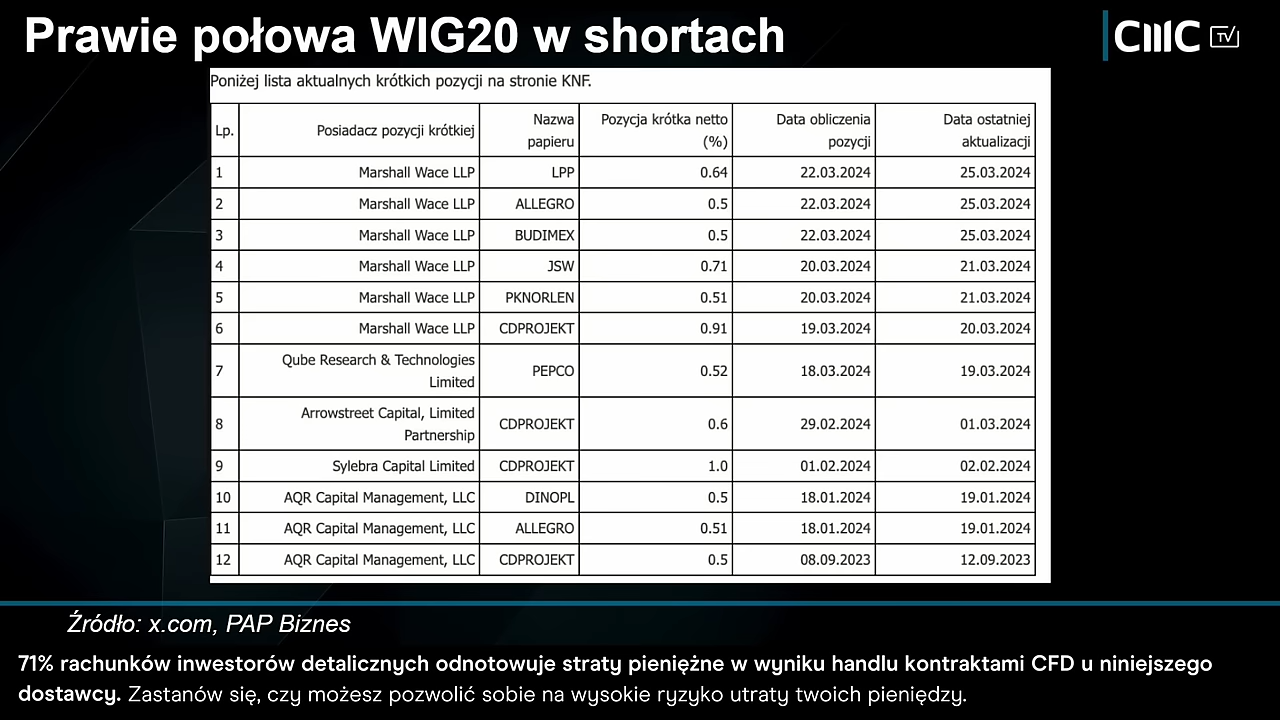 Prawie połowa WIG20 w shortach
CMC TV
Poniżej lista aktualnych krótkich pozycji na stronie KNF.
Lp. Posiadacz pozycji krótkiej Nazwa papieru Pozycja krótka netto (%) Data obliczenia pozycji Data ostatniej aktualizacji
1 Marshall Wace LLP LPP 0.64 22.03.2024 25.03.2024
2 Marshall Wace LLP ALLEGRO 0.5 22.03.2024 25.03.2024
3 Marshall Wace LLP BUDIMEX 0.5 22.03.2024 25.03.2024
4 Marshall Wace LLP JSW 0.71 20.03.2024 21.03.2024
5 Marshall Wace LLP PKNORLEN 0.51 20.03.2024 21.03.2024
6 Marshall Wace LLP CDPROJEKT 0.91 19.03.2024 20.03.2024
7 Qube Research & Technologies Limited PEPCO 0.52 18.03.2024 19.03.2024
8 Arrowstreet Capital, Limited Partnership CDPROJEKT 0.6 29.02.2024 01.03.2024
9 Sylebra Capital Limited CDPROJEKT 1.0 01.02.2024 02.02.2024
10 AQR Capital Management, LLC DINOPL 0.5 18.01.2024 19.01.2024
11 AQR Capital Management, LLC ALLEGRO 0.51 18.01.2024 19.01.2024
12 AQR Capital Management, LLC CDPROJEKT 0.5 08.09.2023 12.09.2023
Źródło: x.com, PAP Biznes
71% rachunków inwestorów detalicznych odnotowuje straty pieniężne w wyniku handlu kontraktami CFD u niniejszego
dostawcy. Zastanów się, czy możesz pozwolić sobie na wysokie ryzyko utraty twoich pieniędzy.